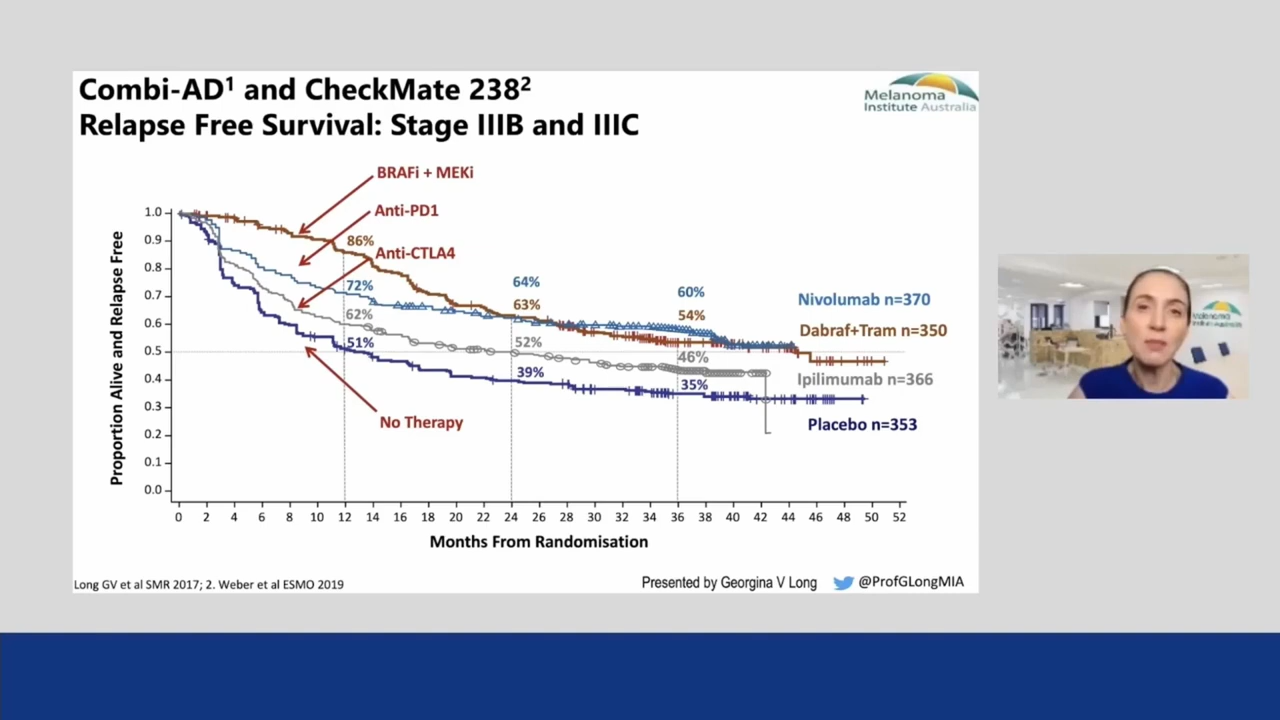 Combi-AD¹ and CheckMate 238²
Relapse Free Survival: Stage IIIB and IIIC
Melanoma
Institute Australia
BRAFi + MEKi
Anti-PD1
Anti-CTLA4
No Therapy
Proportion Alive and Relapse Free
1.0
0.9
0.8
0.7
0.6
0.5
0.4
0.3
0.2
0.1
0.0
86%
72%
62%
51%
64%
63%
52%
39%
60%
54%
46%
35%
Nivolumab n=370
Dabraf+Tram n=350
Ipilimumab n=366
Placebo n=353
0 2 4 6 8 10 12 14 16 18 20 22 24 26 28 30 32 34 36 38 40 42 44 46 48 50 52
Months From Randomisation
Long GV et al SMR 2017; 2. Weber et al ESMO 2019
Presented by Georgina V Long @ProfGLongMIA
Melanoma
Institute Australia